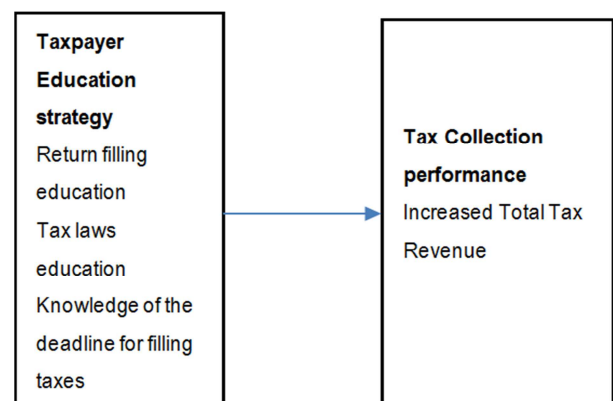 Taxpayer
Education
strategy
Return filling
education
Tax laws
education
Knowledge of the
deadline for filling
taxes
Tax Collection
performance
Increased Total Tax
Revenue